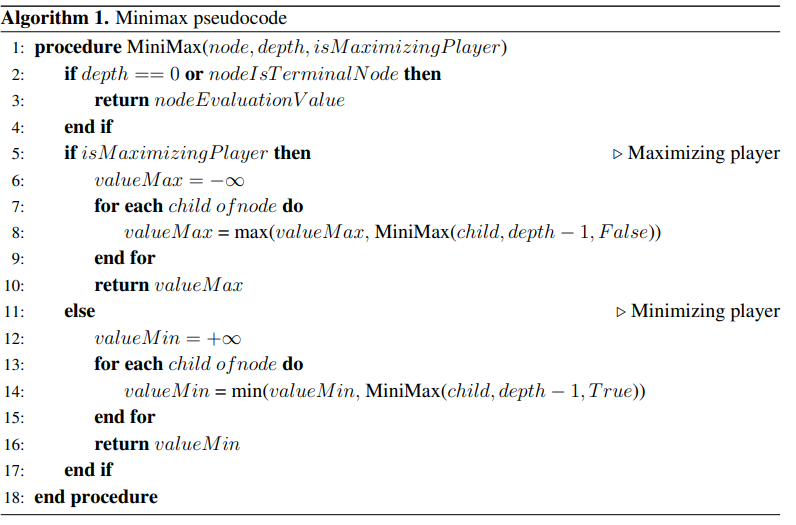 Algorithm 1. Minimax pseudocode
1: procedure MiniMax(node, depth, isMaximizingPlayer)
2: if depth == 0 or nodeIsTerminalNode then
3: return nodeEvaluationValue
4: end if
5: if isMaximizingPlayer then ▷ Maximizing player
6: valueMax = −∞
7: for each child ofnode do
8: valueMax = max(valueMax, MiniMax(child, depth − 1, False))
9: end for
10: return valueMax
11: else ▷ Minimizing player
12: valueMin = +∞
13: for each child ofnode do
14: valueMin = min(valueMin, MiniMax(child, depth − 1, True))
15: end for
16: return valueMin
17: end if
18: end procedure